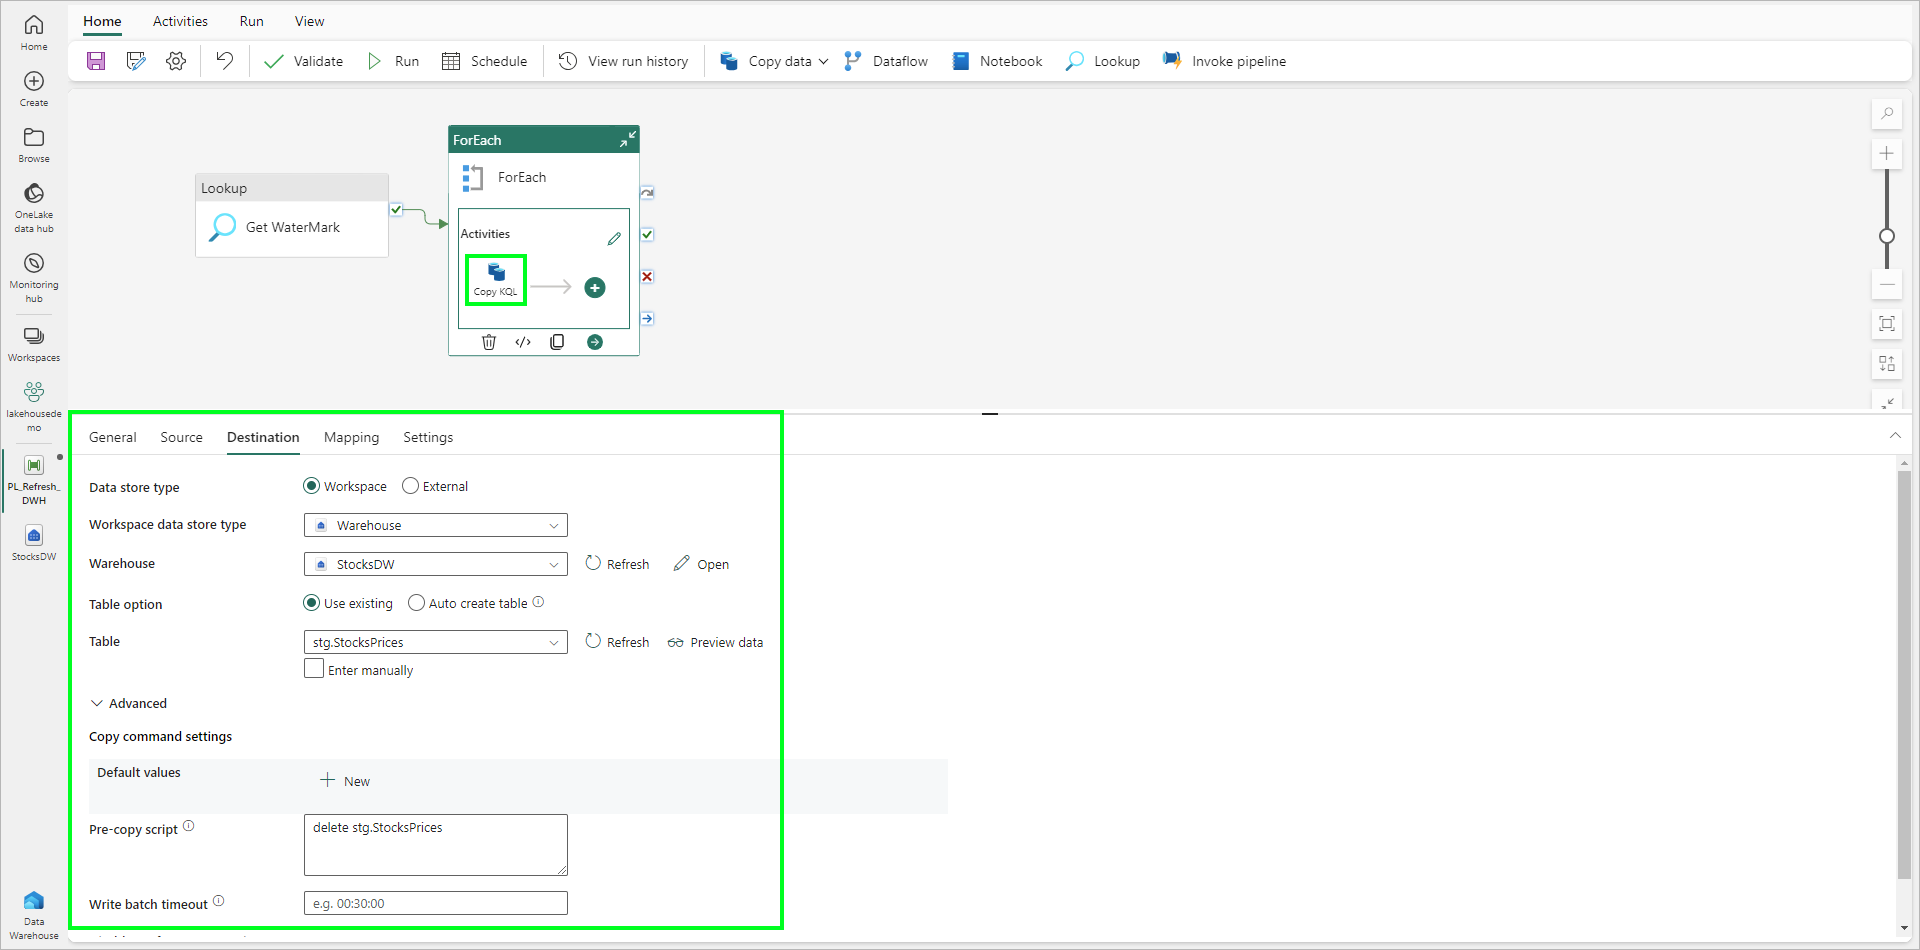 Home
Activities
Run
View
Validate
Run
Schedule
View run history
Copy data
Dataflow
Notebook
Lookup
Invoke pipeline
Home
Create
Browse
OneLake
data hub
Monitoring
hub
Workspaces
lakehousede
mo
PL_Refresh_
DWH
StocksDW
Data
Warehouse
Lookup
Get WaterMark
ForEach
ForEach
Activities
Copy KQL
General
Source
Destination
Mapping
Settings
Data store type
Workspace
External
Workspace data store type
Warehouse
Warehouse
StocksDW
Refresh
Open
Table option
Use existing
Auto create table
Table
stg.StocksPrices
Refresh
Preview data
Enter manually
Advanced
Copy command settings
Default values
New
Pre-copy script
delete stg.StocksPrices
Write batch timeout
e.g. 00:30:00